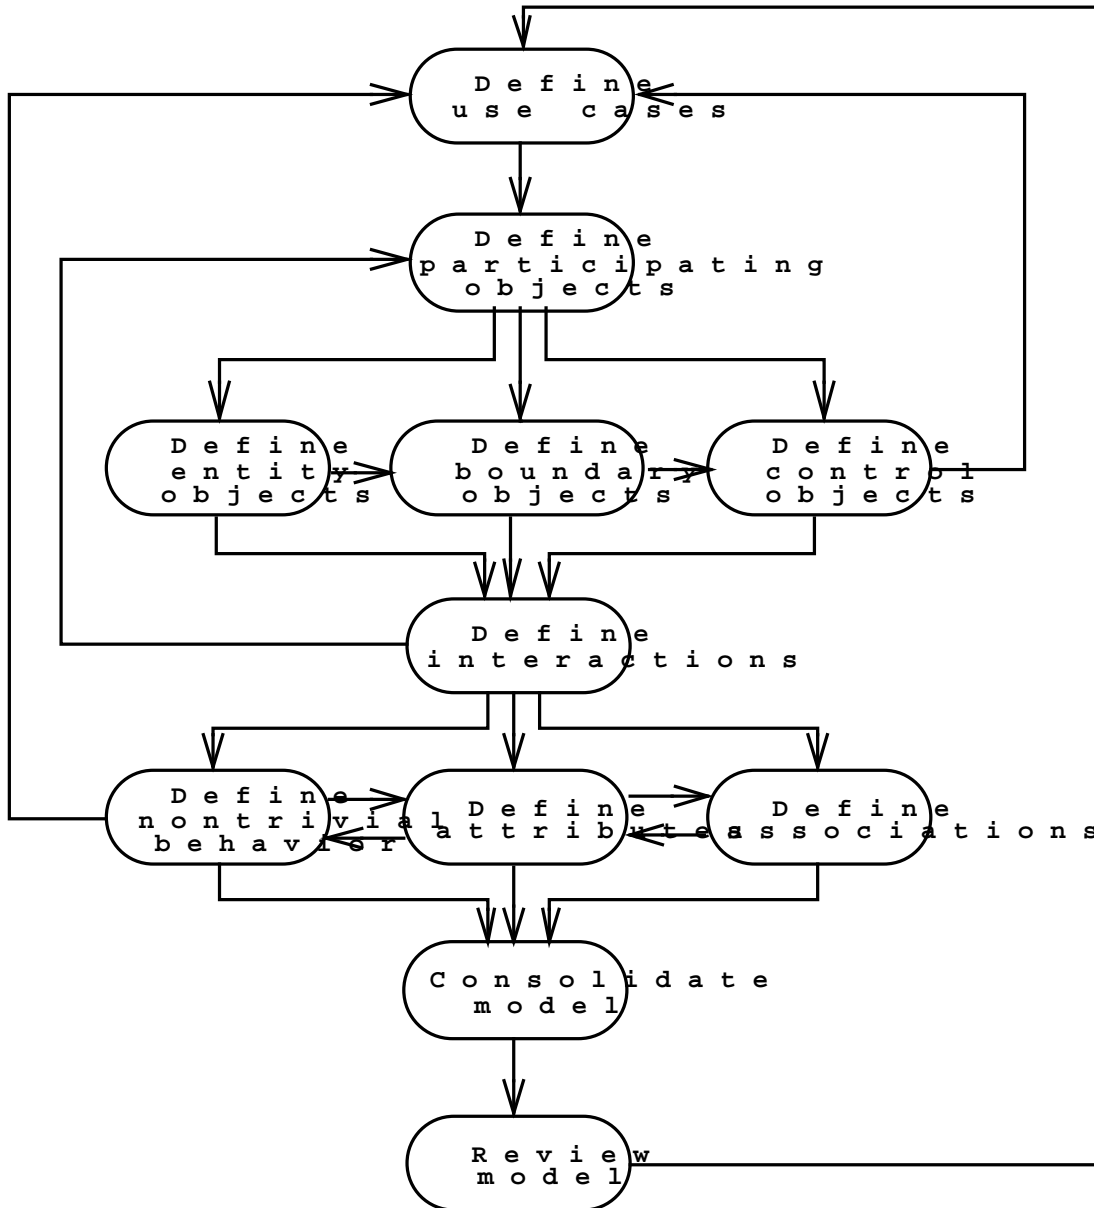 Define
use cases
Define
participating
objects
Define
entity
objects
Define
boundary
objects
Define
control
objects
Define
interactions
Define
nontrivial
behavier
Define
attributes
Define
associations
Consolidate
model
Review
model